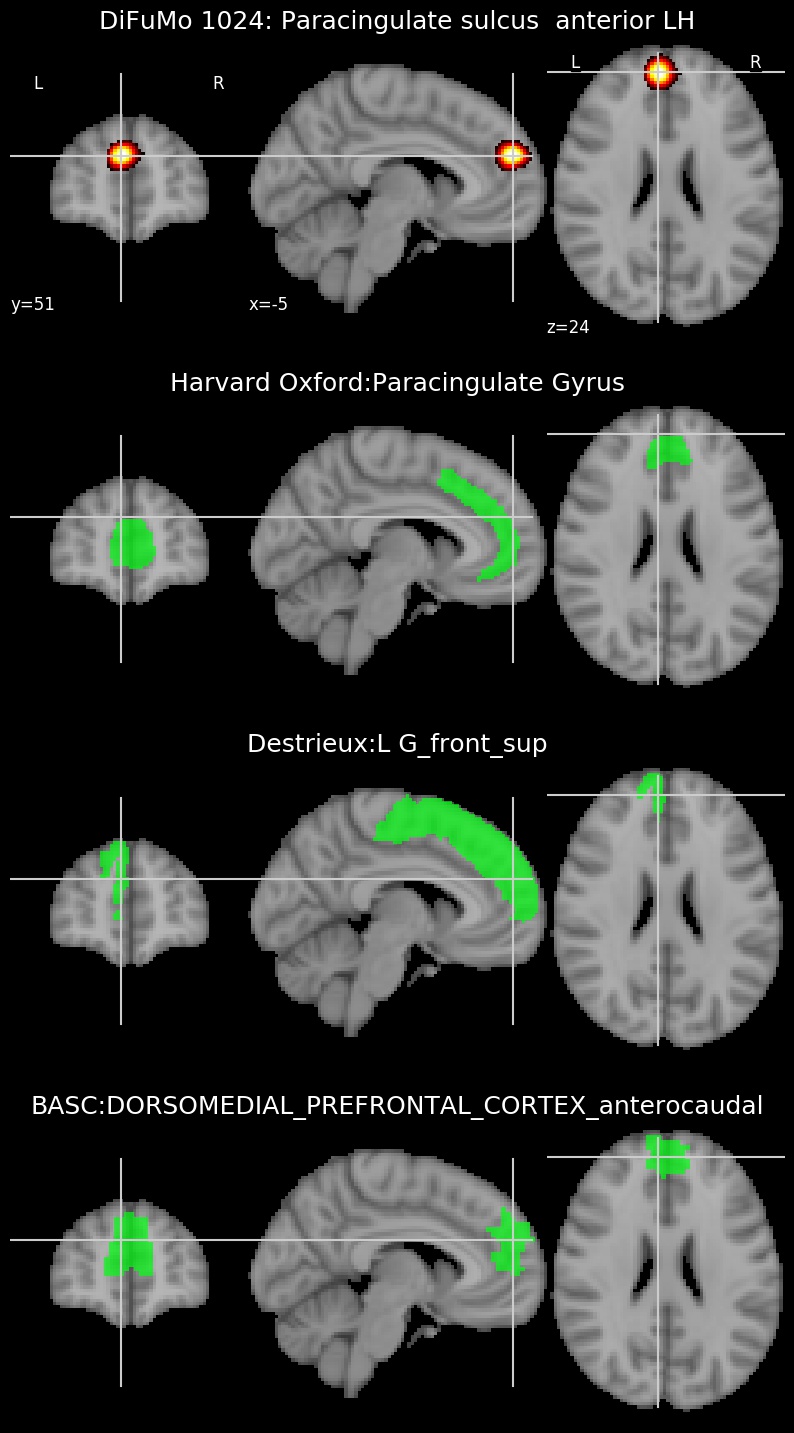 DiFuMo 1024: Paracingulate sulcus  anterior LH
L R L R
y=51 x=-5 z=24
Harvard Oxford:Paracingulate Gyrus
Destrieux:L G_front_sup
BASC:DORSOMEDIAL_PREFRONTAL_CORTEX_anterocaudal